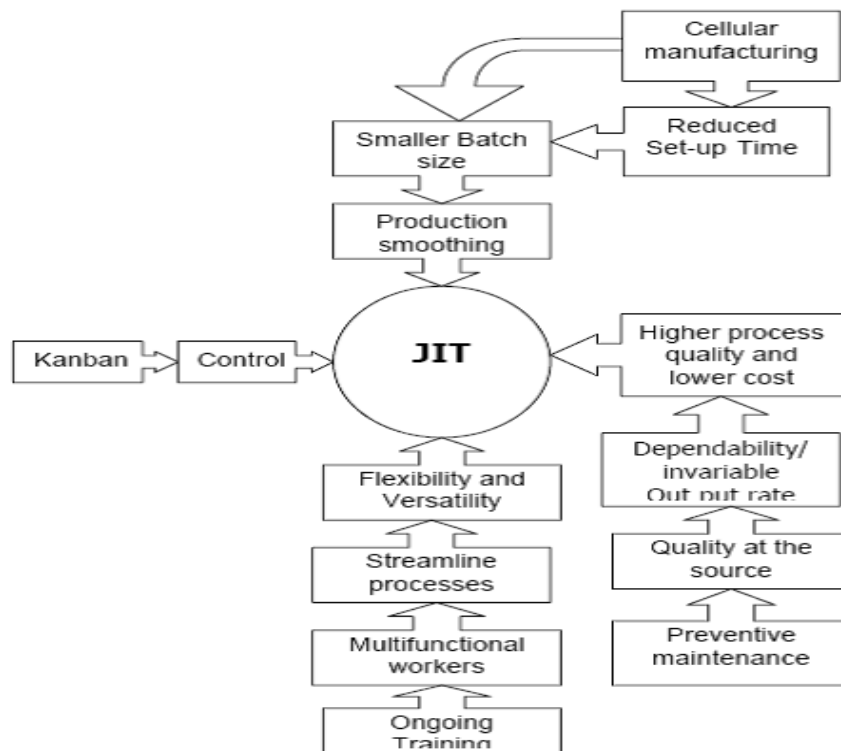 Cellular
manufacturing
Smaller Batch
size
Reduced
Set-up Time
Production
smoothing
JIT
Kanban
Control
Higher process
quality and
lower cost
Flexibility and
Versatility
Dependability/
invariable
Out put rate
Streamline
processes
Quality at the
source
Multifunctional
workers
Preventive
maintenance
Ongoing
Training